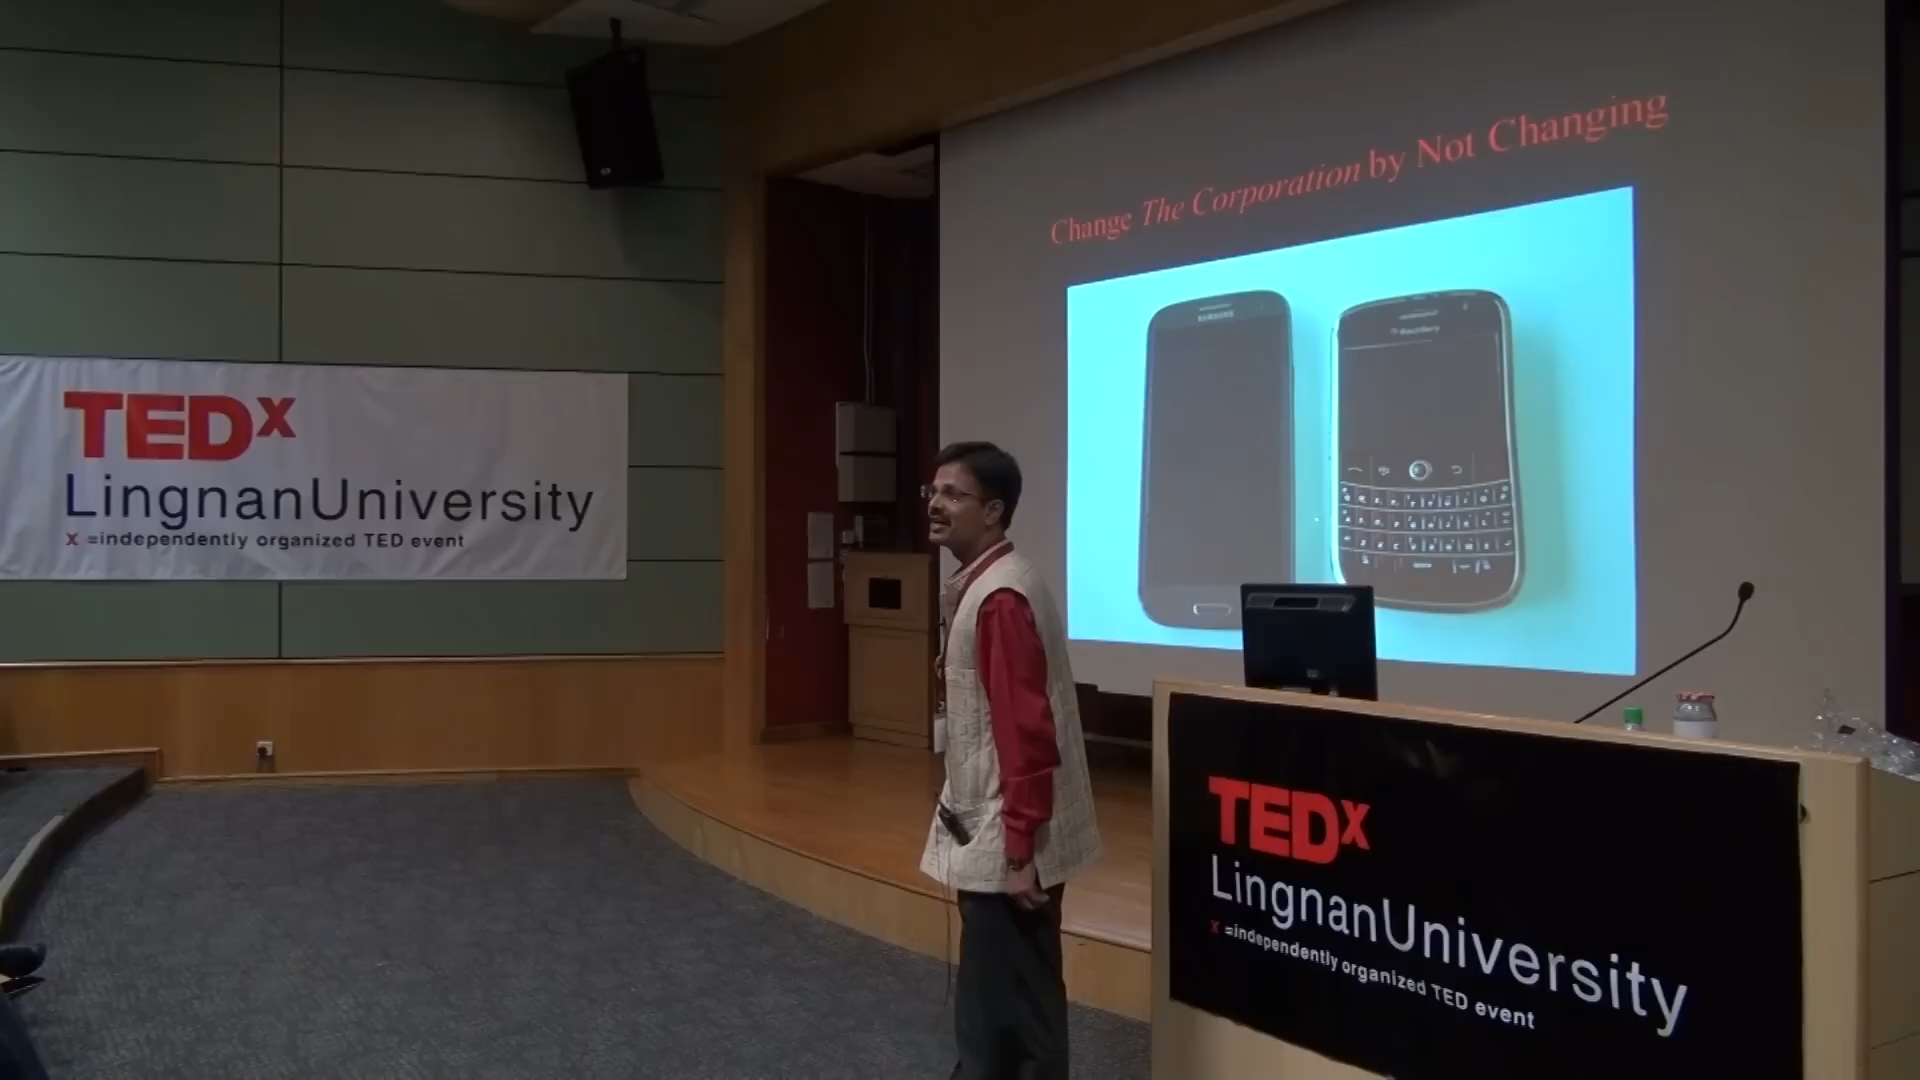 Change The Corporation by Not Changing
SAMSUNG
BlackBerry
TEDx
LingnanUniversity
x =independently organized TED event
TEDx
LingnanUniversity
x =independently organized TED event